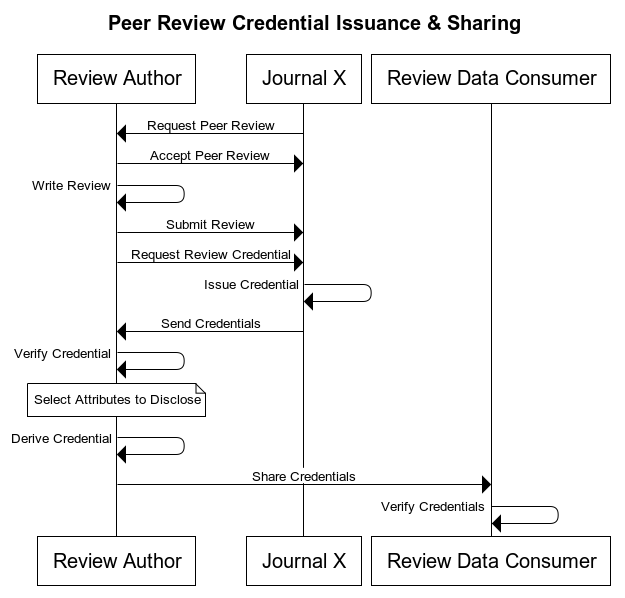 Peer Review Credential Issuance & Sharing
Review Author
Journal X
Review Data Consumer
Request Peer Review
Accept Peer Review
Write Review
Submit Review
Request Review Credential
Issue Credential
Send Credentials
Verify Credential
Select Attributes to Disclose
Derive Credential
Share Credentials
Verify Credentials
Review Author
Journal X
Review Data Consumer